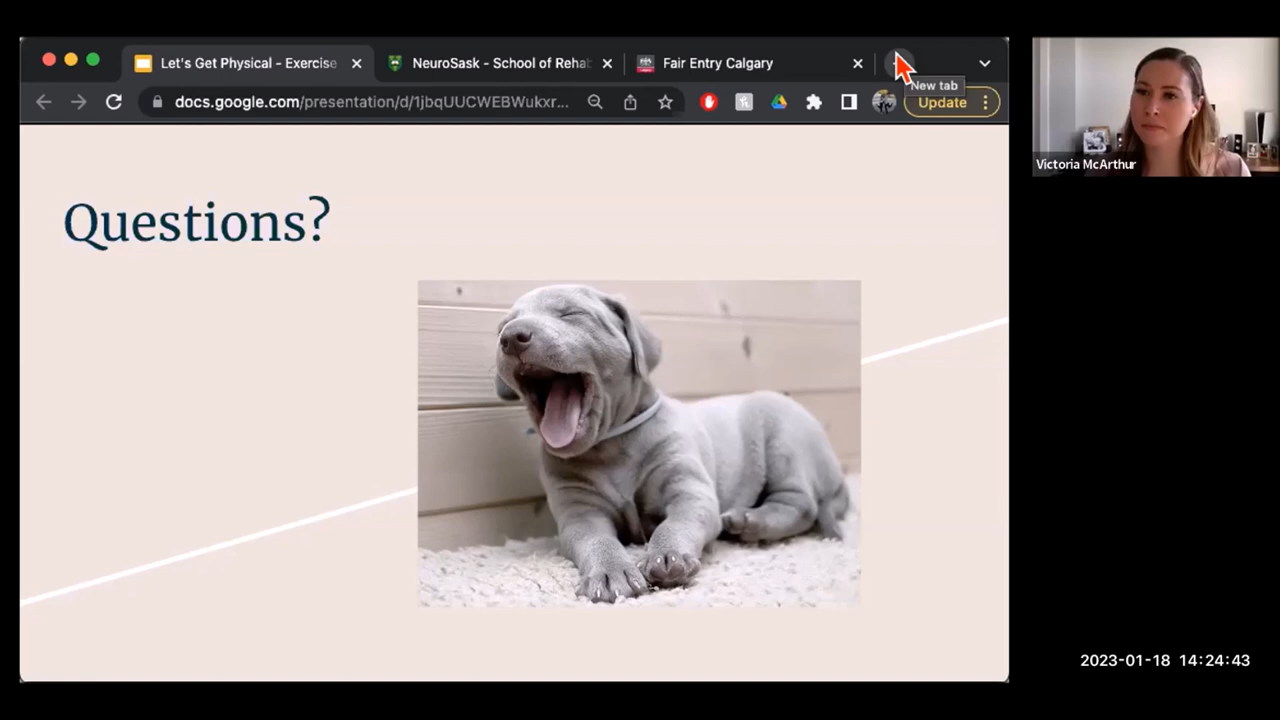 Let's Get Physical - Exercise
NeuroSask - School of Rehab
Fair Entry Calgary
New tab
docs.google.com/presentation/d/1jbqUUCWEBWukxr...
Update
Victoria McArthur
Questions?
2023-01-18 14:24:43